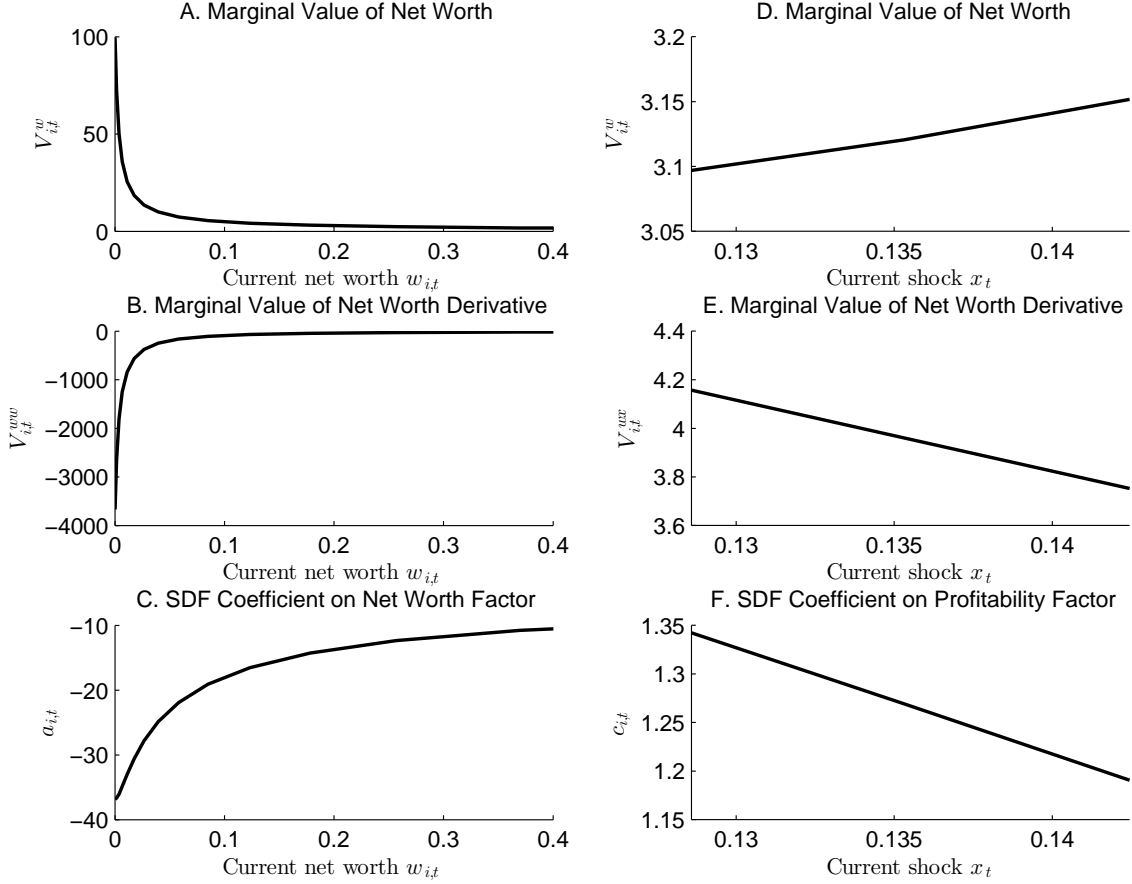 A. Marginal Value of Net Worth
100
50
0
V^w_{i,t}
0 0.1 0.2 0.3 0.4
Current net worth w_{i,t}
B. Marginal Value of Net Worth Derivative
0
−1000
−2000
−3000
−4000
V^{ww}_{i,t}
0 0.1 0.2 0.3 0.4
Current net worth w_{i,t}
C. SDF Coefficient on Net Worth Factor
−10
−20
−30
−40
a_{i,t}
0 0.1 0.2 0.3 0.4
Current net worth w_{i,t}
D. Marginal Value of Net Worth
3.2
3.15
3.1
3.05
V^w_{i,t}
0.13 0.135 0.14
Current shock x_t
E. Marginal Value of Net Worth Derivative
4.4
4.2
4
3.8
3.6
V^{wx}_{i,t}
0.13 0.135 0.14
Current shock x_t
F. SDF Coefficient on Profitability Factor
1.35
1.3
1.25
1.2
1.15
c_{i,t}
0.13 0.135 0.14
Current shock x_t